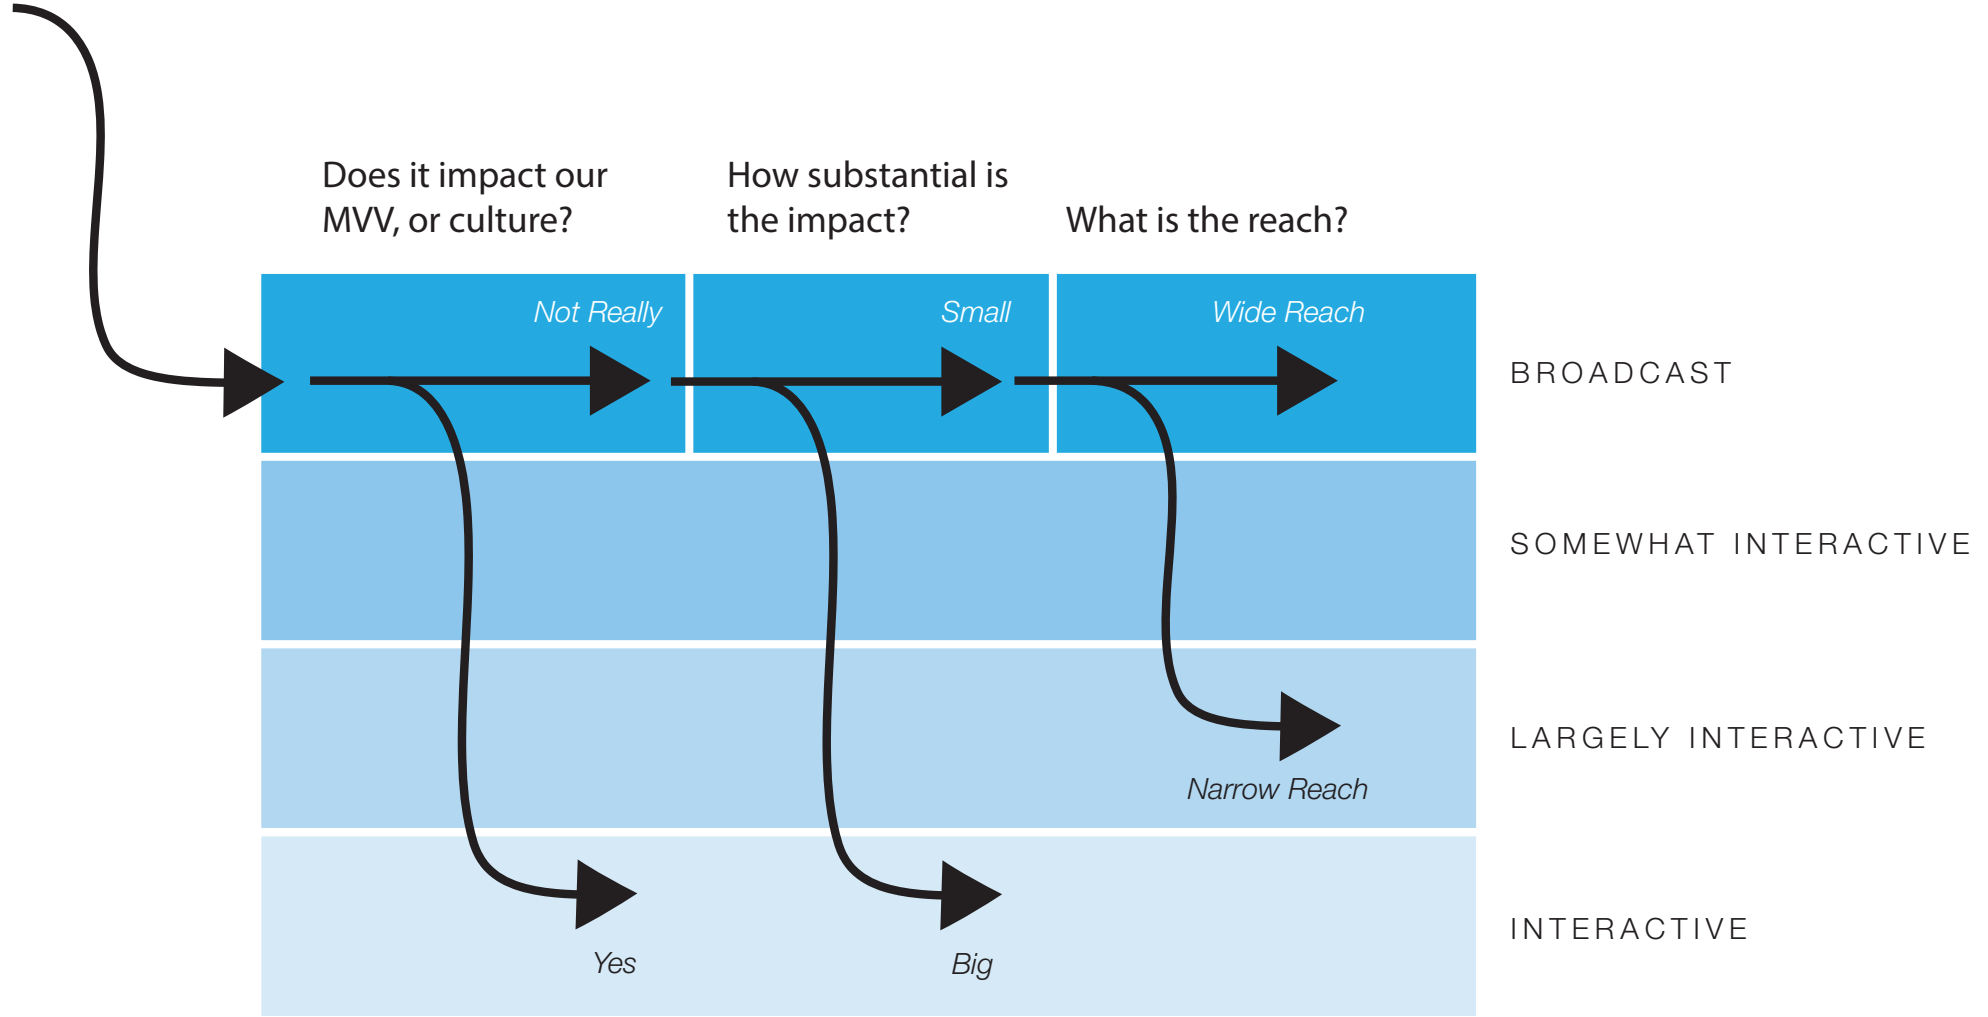 Does it impact our
MVV, or culture?
How substantial is
the impact?
What is the reach?
Not Really
Small
Wide Reach
BROADCAST
SOMEWHAT INTERACTIVE
LARGELY INTERACTIVE
Narrow Reach
INTERACTIVE
Yes
Big